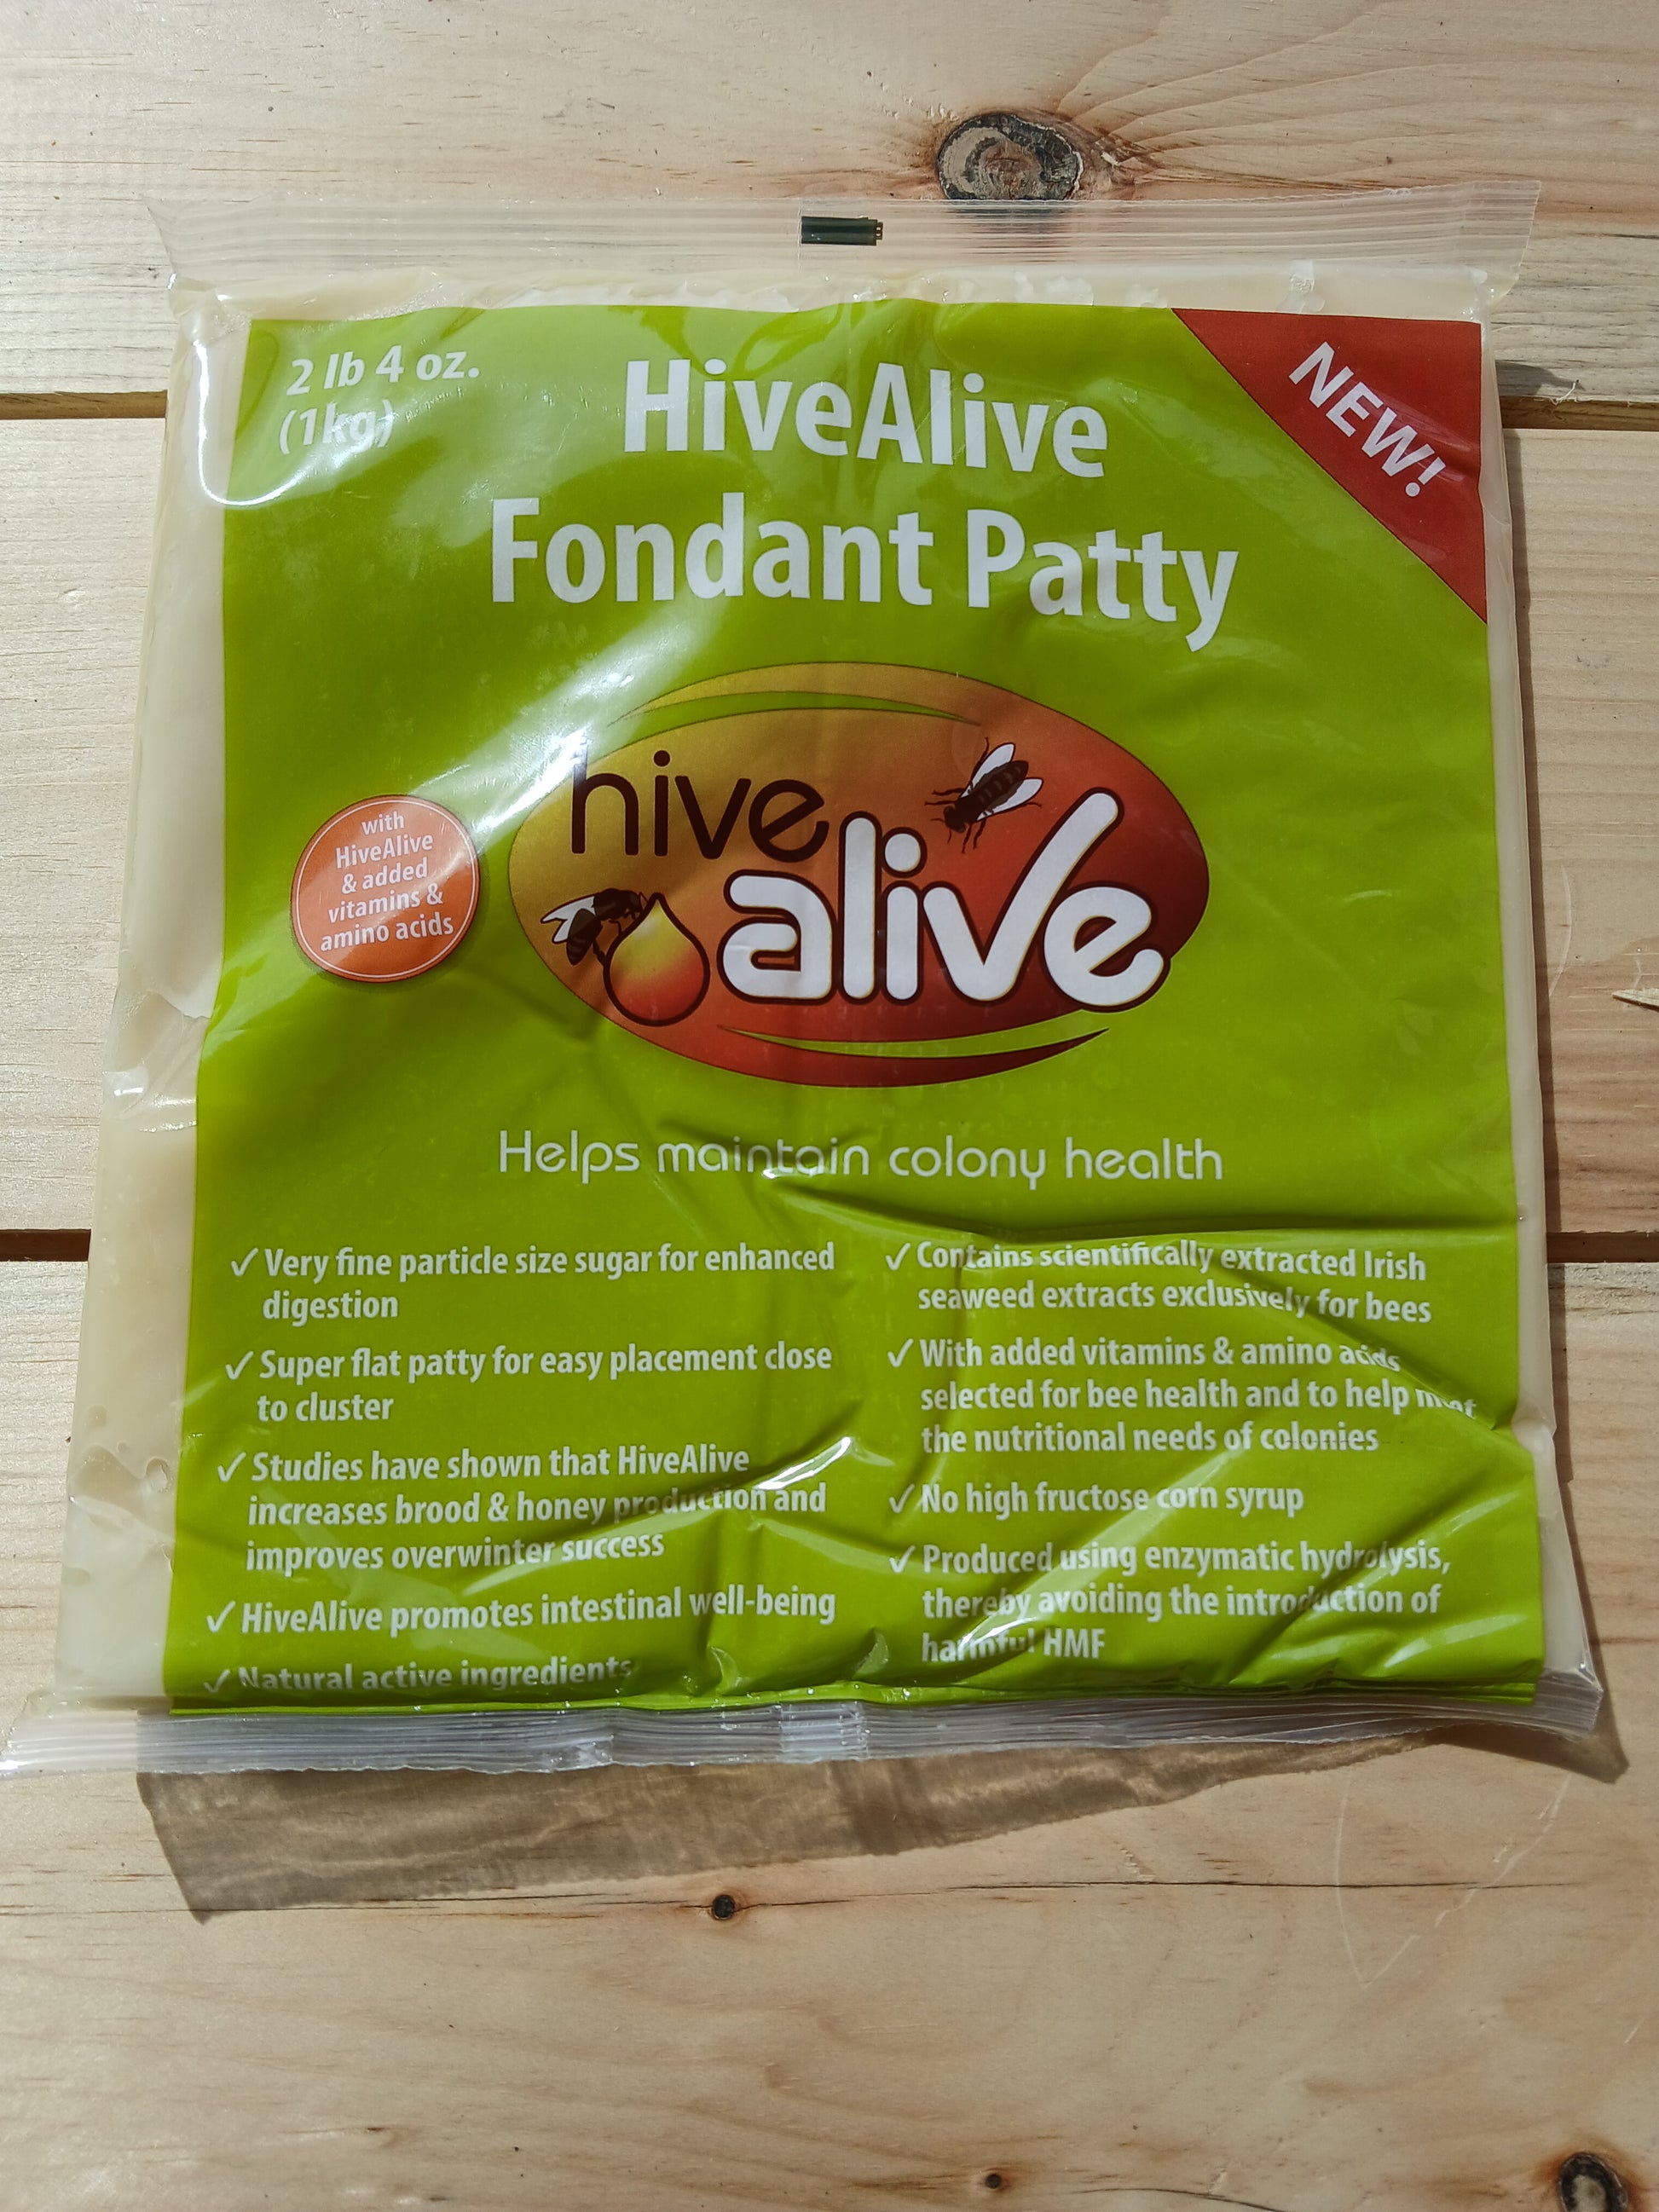 2 lb 4 oz.
(1kg)
HiveAlive
Fondant Patty
NEW!
with
HiveAlive
& added
vitamins &
amino acids
hive
alive
Helps maintain colony health
✓ Very fine particle size sugar for enhanced
digestion
✓ Super flat patty for easy placement close
to cluster
✓ Studies have shown that HiveAlive
increases brood & honey production and
improves overwinter success
✓ HiveAlive promotes intestinal well-being
✓ Natural active ingredients
✓ Contains scientifically extracted Irish
seaweed extracts exclusively for bees
✓ With added vitamins & amino acids
selected for bee health and to help meet
the nutritional needs of colonies
✓ No high fructose corn syrup
✓ Produced using enzymatic hydrolysis,
thereby avoiding the introduction of
harmful HMF